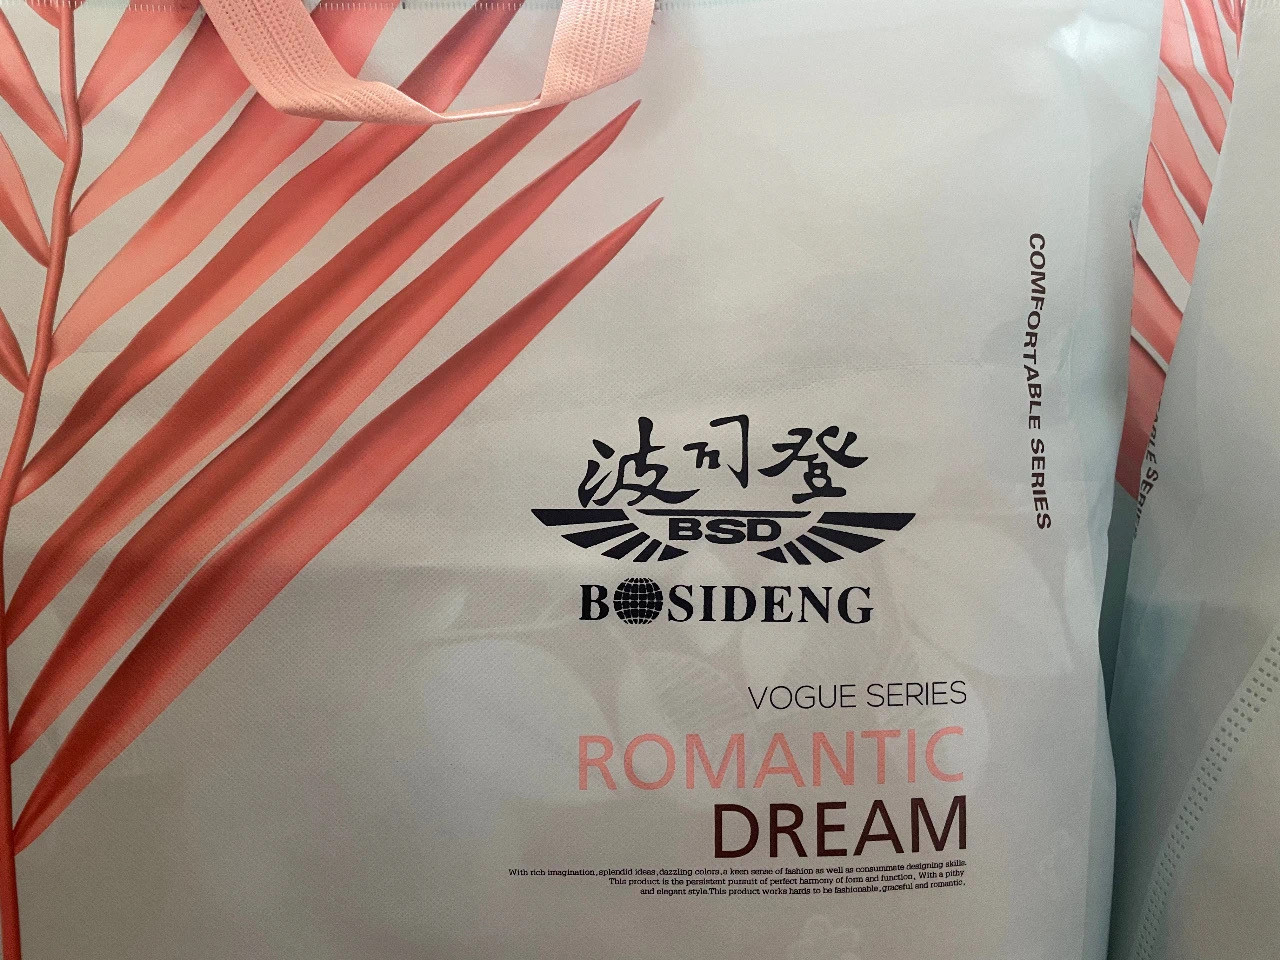 COMFORTABLE SERIES
波司登
BSD
BOSIDENG
VOGUE SERIES
ROMANTIC
DREAM
With rich imagination,splendid ideas,dazzling colors,a keen sense of fashion as well as consummate designing skills.
This product is the persistent pursuit of perfect harmony of form and function, With a pithy
and elegant style.This product works hards to be fashionable,graceful and romantic.